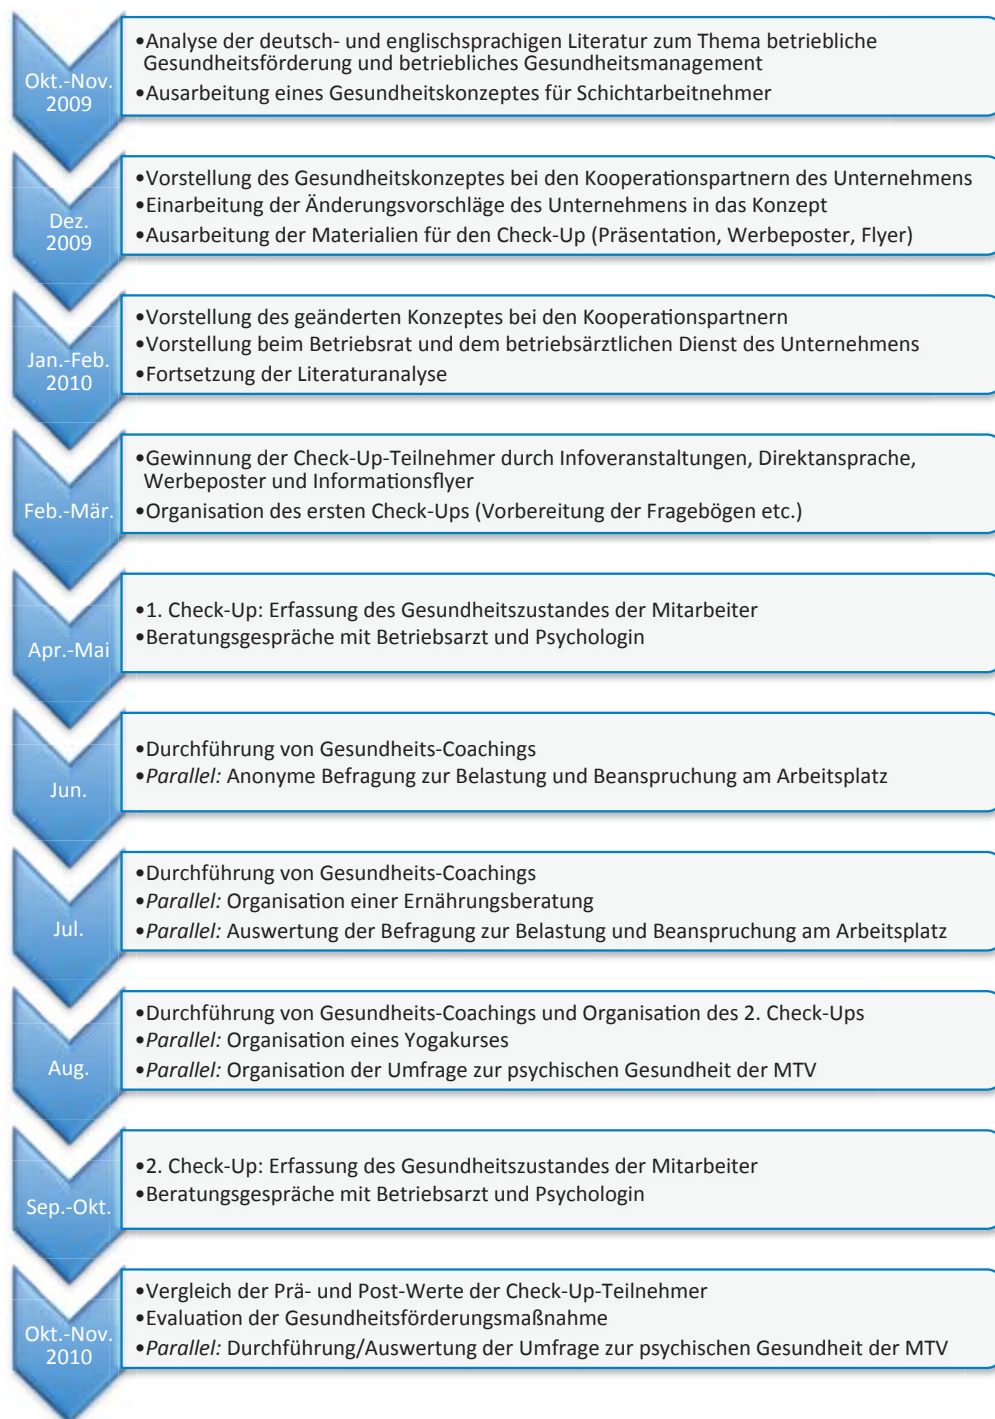 Okt.-Nov.
2009
•Analyse der deutsch- und englischsprachigen Literatur zum Thema betriebliche
Gesundheitsförderung und betriebliches Gesundheitsmanagement
•Ausarbeitung eines Gesundheitskonzeptes für Schichtarbeitnehmer
Dez.
2009
•Vorstellung des Gesundheitskonzeptes bei den Kooperationspartnern des Unternehmens
•Einarbeitung der Änderungsvorschläge des Unternehmens in das Konzept
•Ausarbeitung der Materialien für den Check-Up (Präsentation, Werbeposter, Flyer)
Jan.-Feb.
2010
•Vorstellung des geänderten Konzeptes bei den Kooperationspartnern
•Vorstellung beim Betriebsrat und dem betriebsärztlichen Dienst des Unternehmens
•Fortsetzung der Literaturanalyse
Feb.-Mär.
•Gewinnung der Check-Up-Teilnehmer durch Infoveranstaltungen, Direktansprache,
Werbeposter und Informationsflyer
•Organisation des ersten Check-Ups (Vorbereitung der Fragebögen etc.)
Apr.-Mai
•1. Check-Up: Erfassung des Gesundheitszustandes der Mitarbeiter
•Beratungsgespräche mit Betriebsarzt und Psychologin
Jun.
•Durchführung von Gesundheits-Coachings
•Parallel: Anonyme Befragung zur Belastung und Beanspruchung am Arbeitsplatz
Jul.
•Durchführung von Gesundheits-Coachings
•Parallel: Organisation einer Ernährungsberatung
•Parallel: Auswertung der Befragung zur Belastung und Beanspruchung am Arbeitsplatz
Aug.
•Durchführung von Gesundheits-Coachings und Organisation des 2. Check-Ups
•Parallel: Organisation eines Yogakurses
•Parallel: Organisation der Umfrage zur psychischen Gesundheit der MTV
Sep.-Okt.
•2. Check-Up: Erfassung des Gesundheitszustandes der Mitarbeiter
•Beratungsgespräche mit Betriebsarzt und Psychologin
Okt.-Nov.
2010
•Vergleich der Prä- und Post-Werte der Check-Up-Teilnehmer
•Evaluation der Gesundheitsförderungsmaßnahme
•Parallel: Durchführung/Auswertung der Umfrage zur psychischen Gesundheit der MTV